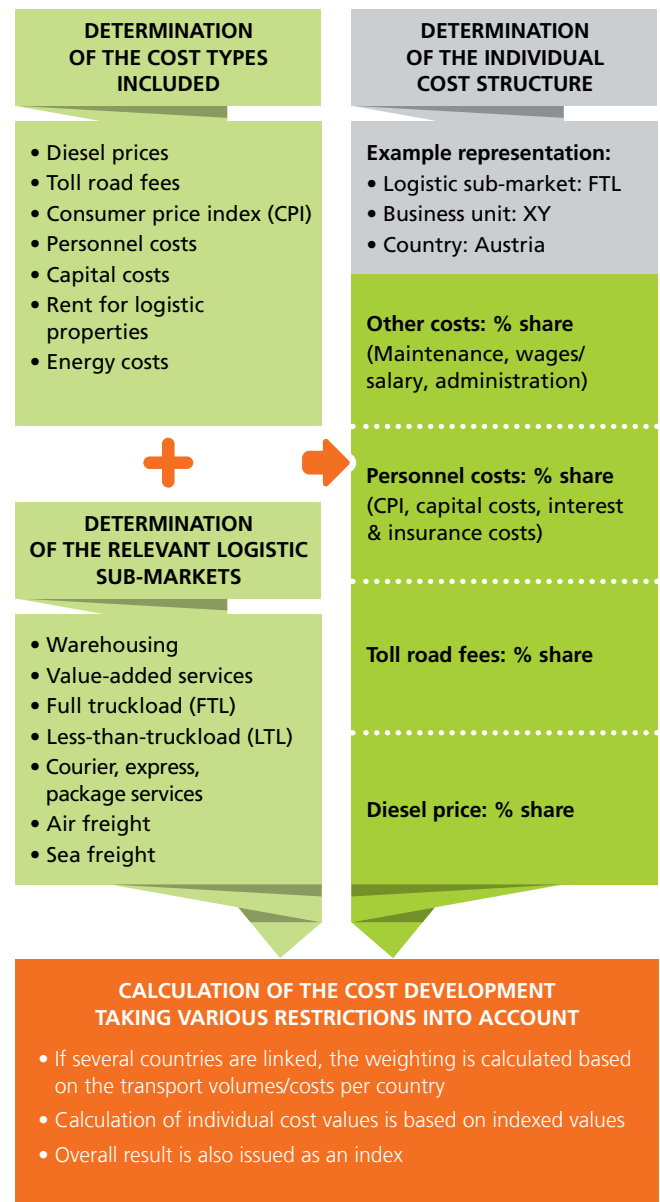 DETERMINATION
OF THE COST TYPES
INCLUDED
• Diesel prices
• Toll road fees
• Consumer price index (CPI)
• Personnel costs
• Capital costs
• Rent for logistic
properties
• Energy costs
DETERMINATION
OF THE RELEVANT LOGISTIC
SUB-MARKETS
• Warehousing
• Value-added services
• Full truckload (FTL)
• Less-than-truckload (LTL)
• Courier, express,
package services
• Air freight
• Sea freight
DETERMINATION
OF THE INDIVIDUAL
COST STRUCTURE
Example representation:
• Logistic sub-market: FTL
• Business unit: XY
• Country: Austria
Other costs: % share
(Maintenance, wages/
salary, administration)
Personnel costs: % share
(CPI, capital costs, interest
& insurance costs)
Toll road fees: % share
Diesel price: % share
CALCULATION OF THE COST DEVELOPMENT
TAKING VARIOUS RESTRICTIONS INTO ACCOUNT
• If several countries are linked, the weighting is calculated based
on the transport volumes/costs per country
• Calculation of individual cost values is based on indexed values
• Overall result is also issued as an index